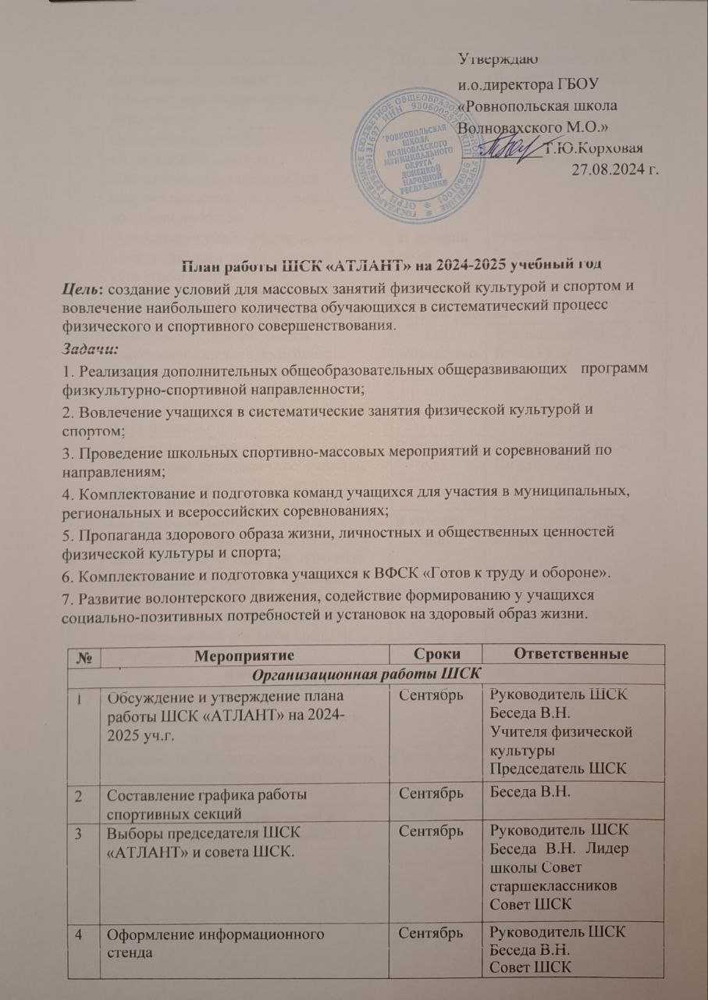 Утверждаю
и.о.директора ГБОУ
«Ровнопольская школа
Волновахского М.О.»
Т.Ю.Корховая
27.08.2024 г.
ГОСУДАРСТВЕННОЕ БЮДЖЕТНОЕ ОБЩЕОБРАЗОВАТЕЛЬНОЕ УЧРЕЖДЕНИЕ
ОГРН 1229300131697 ИНН КПП 930601001
"РОВНОПОЛЬСКАЯ
ШКОЛА
ВОЛНОВАХСКОГО
МУНИЦИПАЛЬНОГО
ОКРУГА"
ДОНЕЦКОЙ
НАРОДНОЙ
РЕСПУБЛИКИ
План работы ШСК «АТЛАНТ» на 2024-2025 учебный год
Цель: создание условий для массовых занятий физической культурой и спортом и
вовлечение наибольшего количества обучающихся в систематический процесс
физического и спортивного совершенствования.
Задачи:
1. Реализация дополнительных общеобразовательных общеразвивающих программ
физкультурно-спортивной направленности;
2. Вовлечение учащихся в систематические занятия физической культурой и
спортом;
3. Проведение школьных спортивно-массовых мероприятий и соревнований по
направлениям;
4. Комплектование и подготовка команд учащихся для участия в муниципальных,
региональных и всероссийских соревнованиях;
5. Пропаганда здорового образа жизни, личностных и общественных ценностей
физической культуры и спорта;
6. Комплектование и подготовка учащихся к ВФСК «Готов к труду и обороне».
7. Развитие волонтерского движения, содействие формированию у учащихся
социально-позитивных потребностей и установок на здоровый образ жизни.
№ Мероприятие Сроки Ответственные
Организационная работы ШСК
1 Обсуждение и утверждение плана Сентябрь Руководитель ШСК
работы ШСК «АТЛАНТ» на 2024- Беседа В.Н.
2025 уч.г. Учителя физической
культуры
Председатель ШСК
2 Составление графика работы Сентябрь Беседа В.Н.
спортивных секций
3 Выборы председателя ШСК Сентябрь Руководитель ШСК
«АТЛАНТ» и совета ШСК. Беседа В.Н. Лидер
школы Совет
старшеклассников
Совет ШСК
4 Оформление информационного Сентябрь Руководитель ШСК
стенда Беседа В.Н.
Совет ШСК